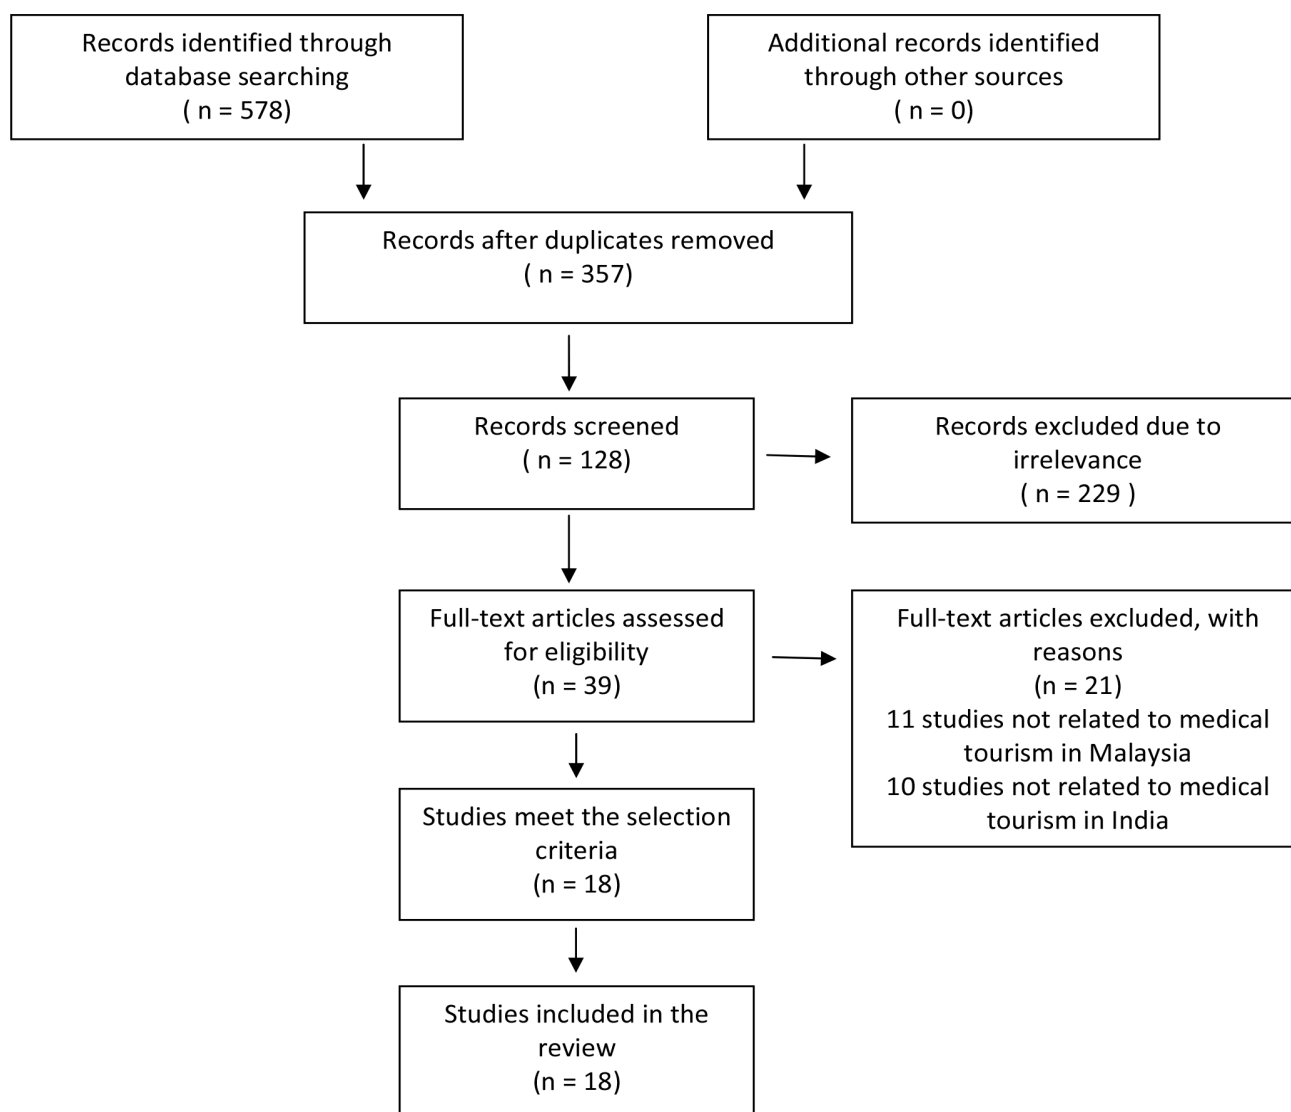 Records identified through
database searching
( n = 578)
Additional records identified
through other sources
( n = 0)
Records after duplicates removed
( n = 357)
Records screened
( n = 128)
Records excluded due to
irrelevance
( n = 229 )
Full-text articles assessed
for eligibility
(n = 39)
Full-text articles excluded, with
reasons
(n = 21)
11 studies not related to medical
tourism in Malaysia
10 studies not related to medical
tourism in India
Studies meet the selection
criteria
(n = 18)
Studies included in the
review
(n = 18)